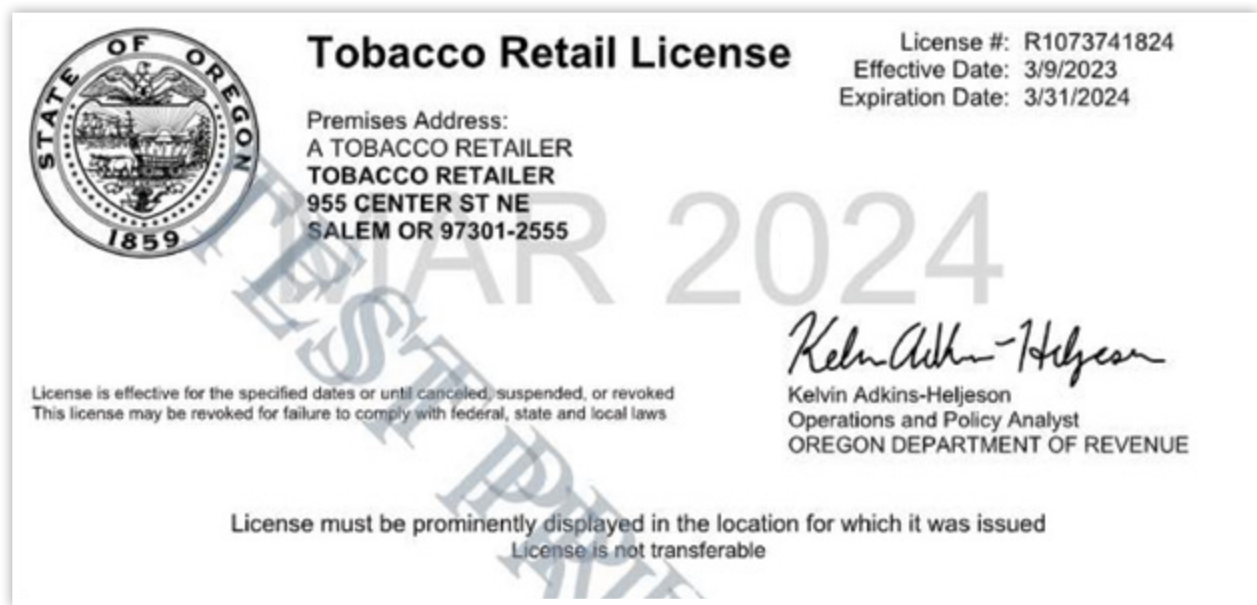 STATE OF OREGON
1859
Tobacco Retail License
License #: R1073741824
Effective Date: 3/9/2023
Expiration Date: 3/31/2024
Premises Address:
A TOBACCO RETAILER
TOBACCO RETAILER
955 CENTER ST NE
SALEM OR 97301-2555
MAR 2024
TEST PRI
Kelvin Adkins-Heljeson
Kelvin Adkins-Heljeson
Operations and Policy Analyst
OREGON DEPARTMENT OF REVENUE
License is effective for the specified dates or until canceled, suspended, or revoked
This license may be revoked for failure to comply with federal, state and local laws
License must be prominently displayed in the location for which it was issued
License is not transferable